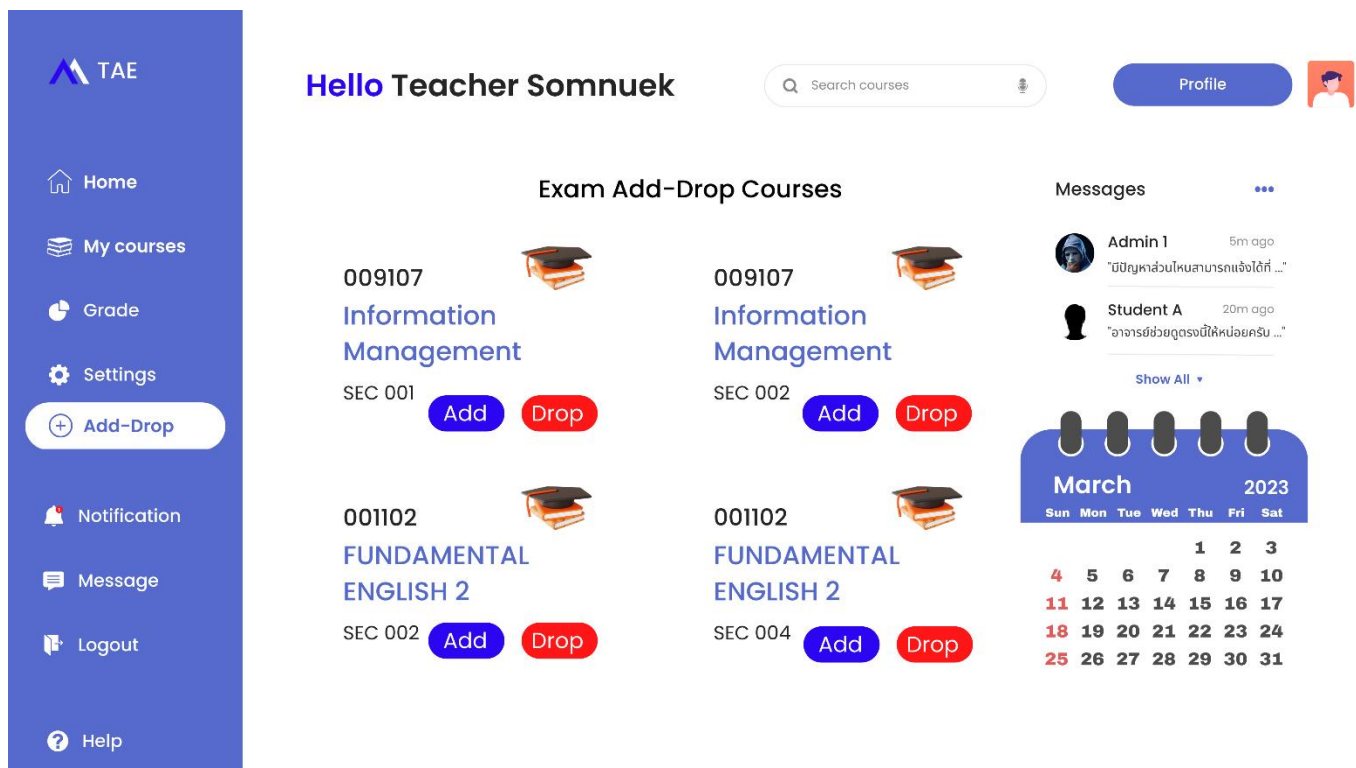 TAE
Home
My courses
Grade
Settings
Add-Drop
Notification
Message
Logout
Help
Hello Teacher Somnuek
Search courses
Profile
Exam Add-Drop Courses
009107
Information
Management
SEC 001
Add
Drop
009107
Information
Management
SEC 002
Add
Drop
001102
FUNDAMENTAL
ENGLISH 2
SEC 002
Add
Drop
001102
FUNDAMENTAL
ENGLISH 2
SEC 004
Add
Drop
Messages
Admin 1 5m ago
"มีปัญหาส่วนไหนสามารถแจ้งได้ที่ ..."
Student A 20m ago
"อาจารย์ช่วยดูตรงนี้ให้หน่อยครับ ..."
Show All
March 2023
Sun Mon Tue Wed Thu Fri Sat
1 2 3
4 5 6 7 8 9 10
11 12 13 14 15 16 17
18 19 20 21 22 23 24
25 26 27 28 29 30 31